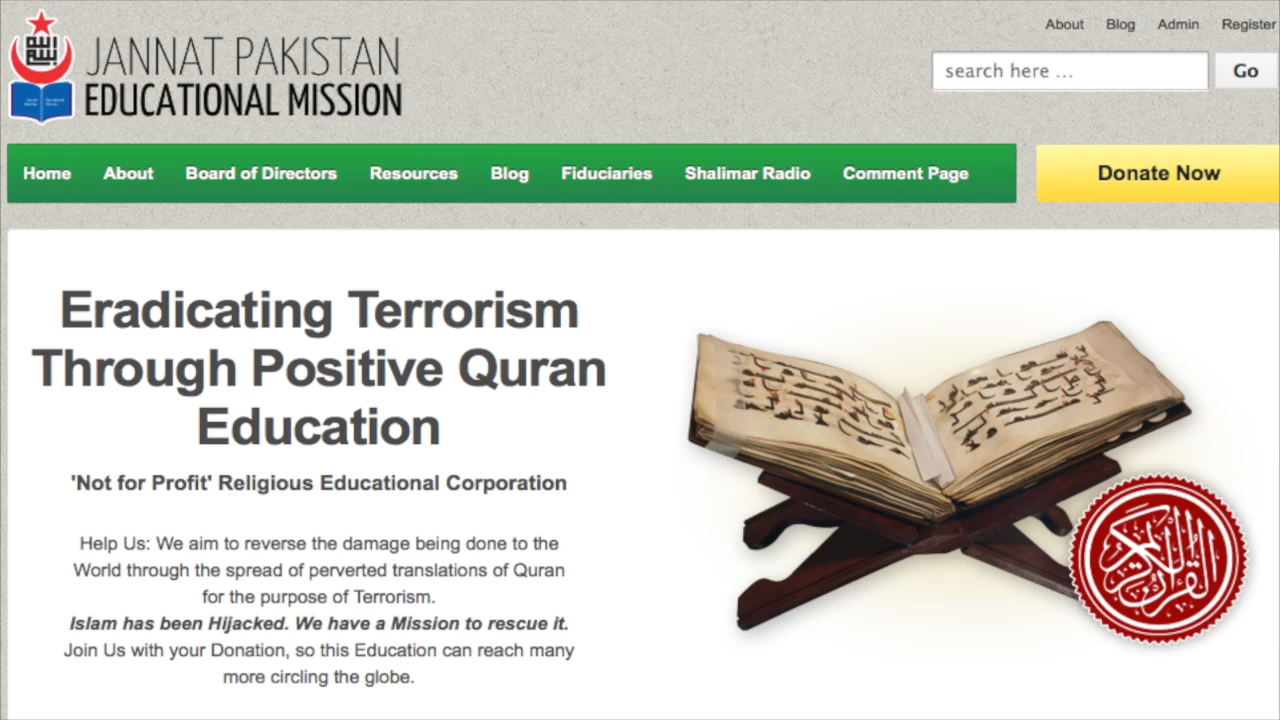 About Blog Admin Register
JANNAT PAKISTAN
EDUCATIONAL MISSION
search here ... Go
Home About Board of Directors Resources Blog Fiduciaries Shalimar Radio Comment Page
Donate Now
Eradicating Terrorism
Through Positive Quran
Education
'Not for Profit' Religious Educational Corporation
Help Us: We aim to reverse the damage being done to the
World through the spread of perverted translations of Quran
for the purpose of Terrorism.
Islam has been Hijacked. We have a Mission to rescue it.
Join Us with your Donation, so this Education can reach many
more circling the globe.
القرآن الكريم